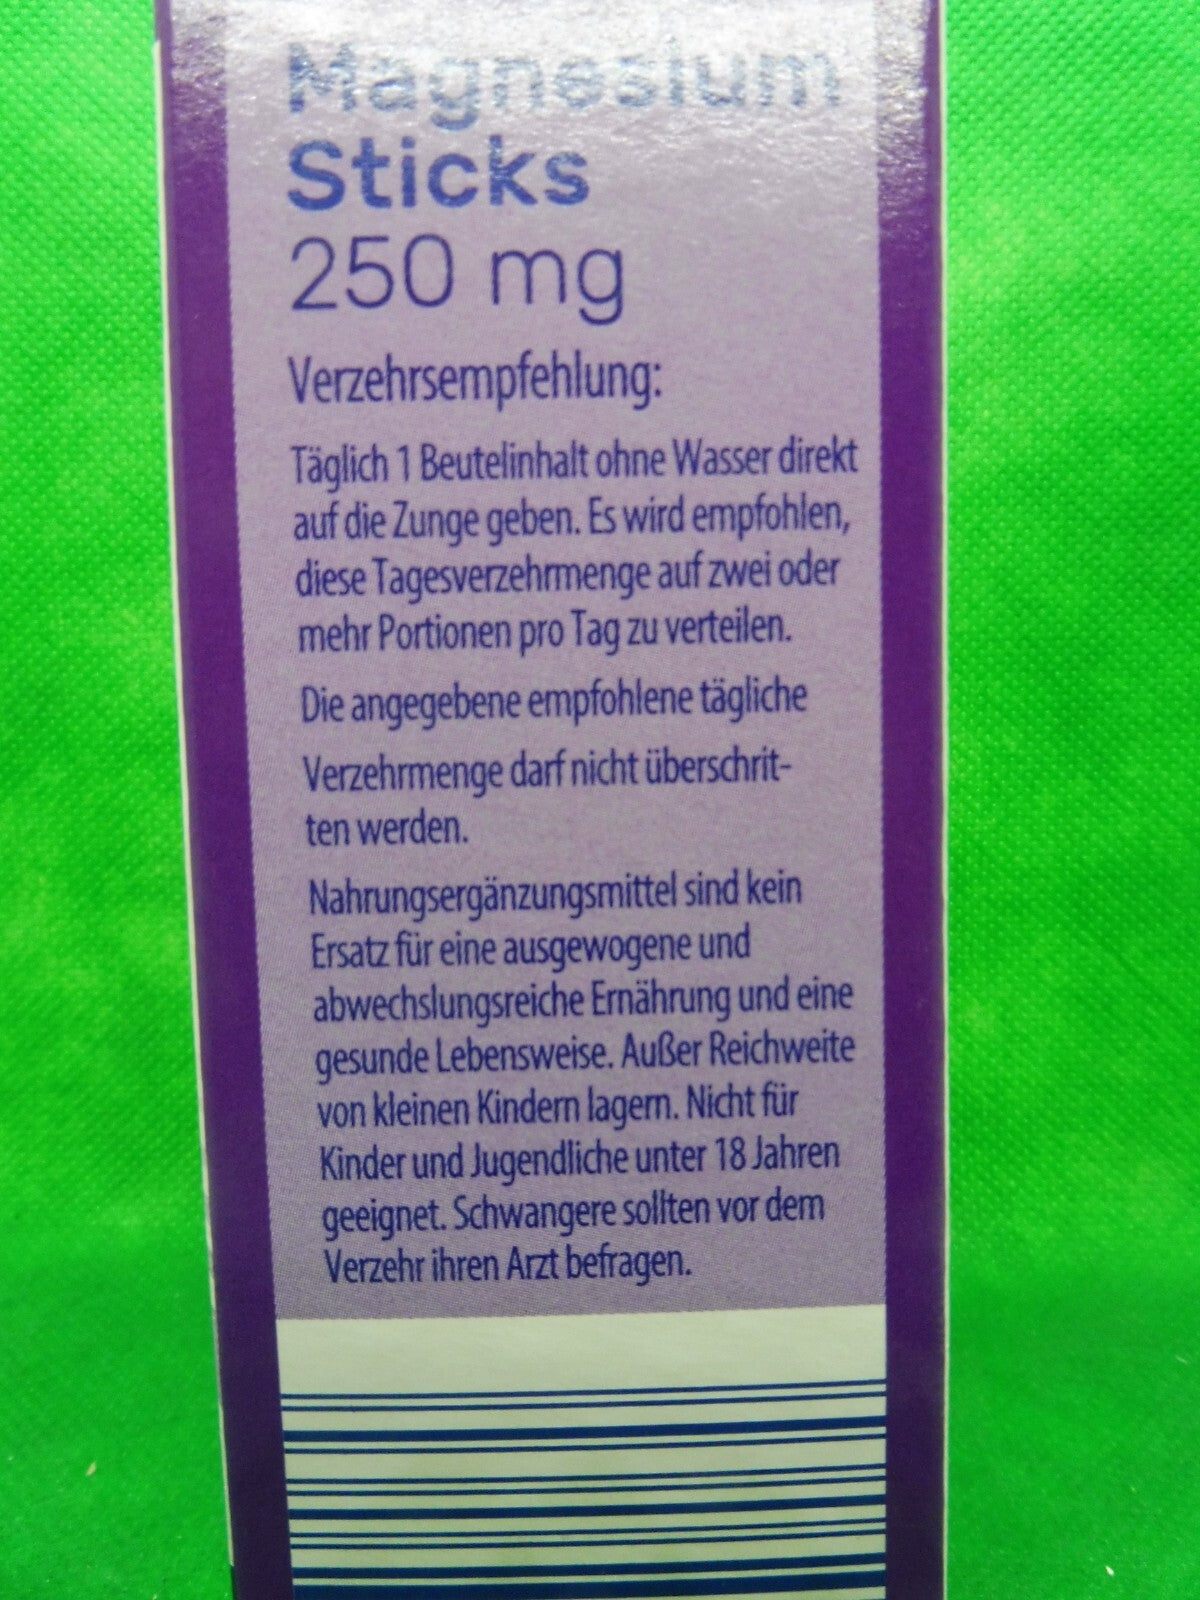 Magnesium
Sticks
250 mg
Verzehrsempfehlung:
Täglich 1 Beutelinhalt ohne Wasser direkt
auf die Zunge geben. Es wird empfohlen,
diese Tagesverzehrmenge auf zwei oder
mehr Portionen pro Tag zu verteilen.
Die angegebene empfohlene tägliche
Verzehrmenge darf nicht überschrit-
ten werden.
Nahrungsergänzungsmittel sind kein
Ersatz für eine ausgewogene und
abwechslungsreiche Ernährung und eine
gesunde Lebensweise. Außer Reichweite
von kleinen Kindern lagern. Nicht für
Kinder und Jugendliche unter 18 Jahren
geeignet. Schwangere sollten vor dem
Verzehr ihren Arzt befragen.